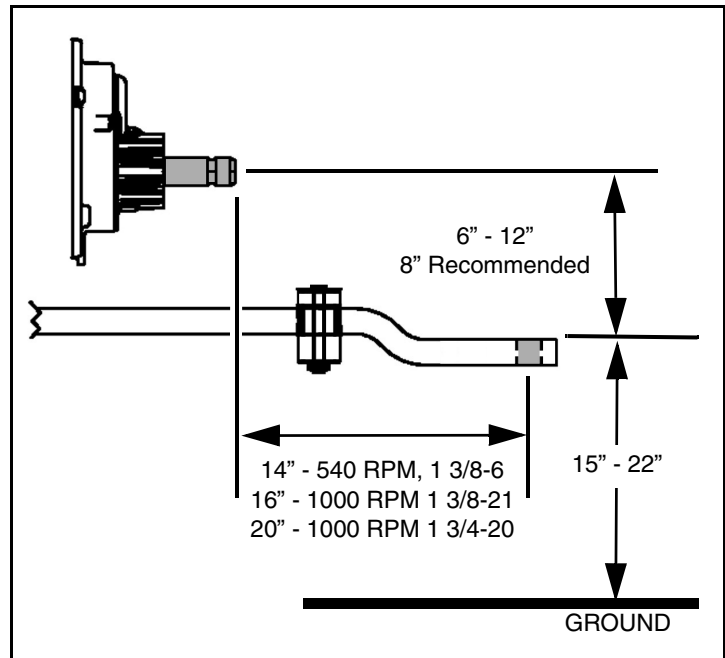 6” - 12”
8” Recommended
14” - 540 RPM, 1 3/8-6
16” - 1000 RPM 1 3/8-21
20” - 1000 RPM 1 3/4-20
15” - 22”
GROUND